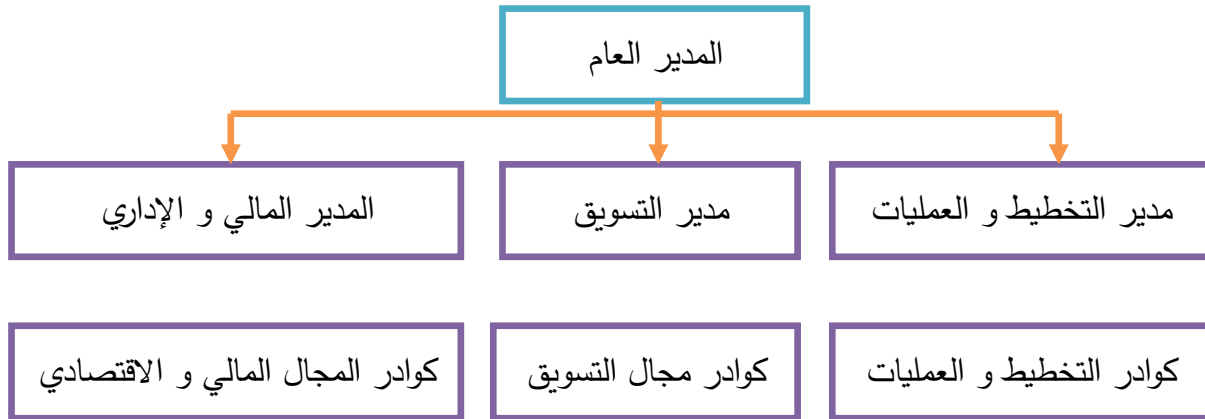 المدير العام
مدير التخطيط و العمليات
مدير التسويق
المدير المالي و الإداري
كوادر التخطيط و العمليات
كوادر مجال التسويق
كوادر المجال المالي و الاقتصادي